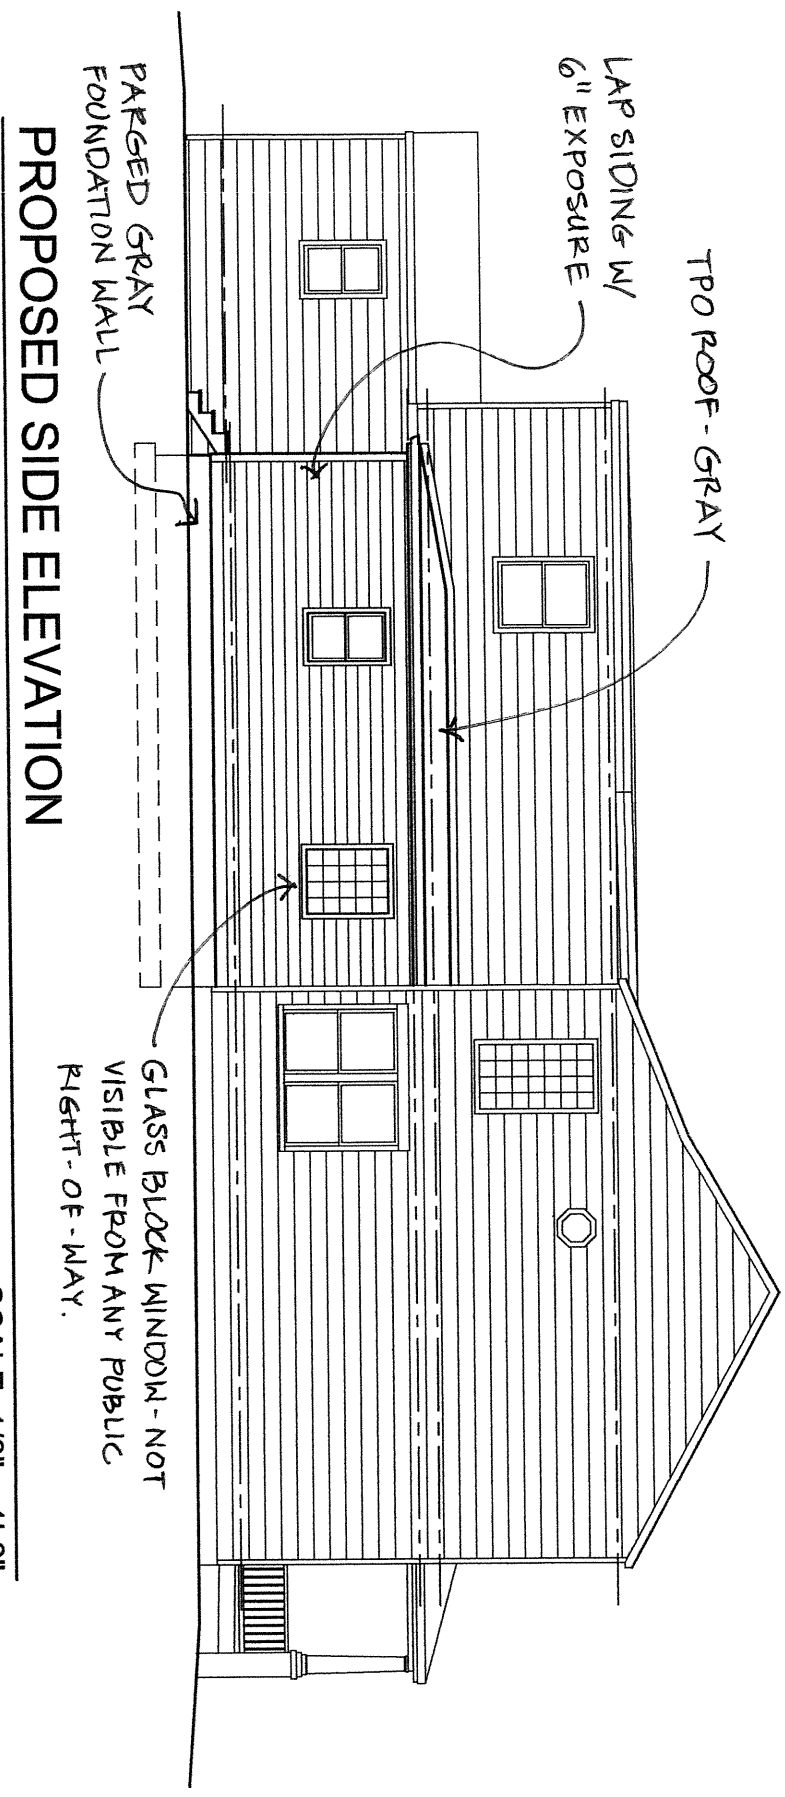 LAP SIDING W/
6" EXPOSURE
TPO ROOF - GRAY
PARGED GRAY
FOUNDATION WALL
GLASS BLOCK WINDOW - NOT
VISIBLE FROM ANY PUBLIC
RIGHT-OF-WAY.
PROPOSED SIDE ELEVATION